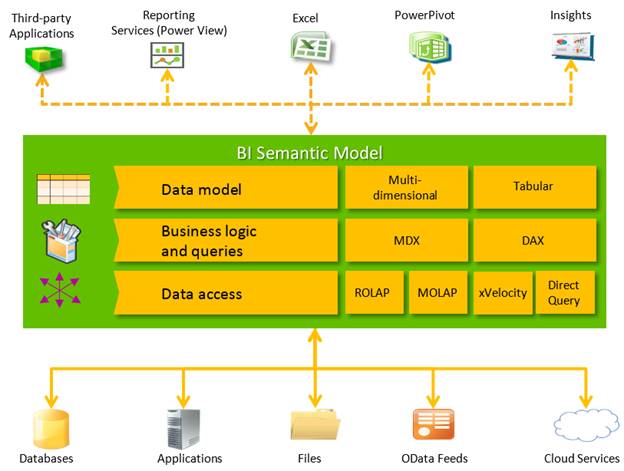 Third-party
Applications
Reporting
Services (Power View)
Excel
PowerPivot
Insights
BI Semantic Model
Data model
Multi-
dimensional
Tabular
Business logic
and queries
MDX
DAX
Data access
ROLAP
MOLAP
xVelocity
Direct
Query
Databases
Applications
Files
OData Feeds
Cloud Services